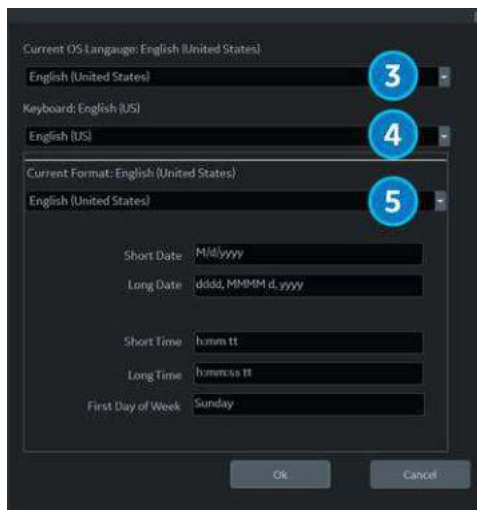 Current OS Langauge: English (United States)
English (United States)
3
Keyboard: English (US)
English (US)
4
Current Format: English (United States)
English (United States)
5
Short Date M/d/yyyy
Long Date dddd, MMMM d, yyyy
Short Time h:mm tt
Long Time h:mm:ss tt
First Day of Week Sunday
Ok Cancel